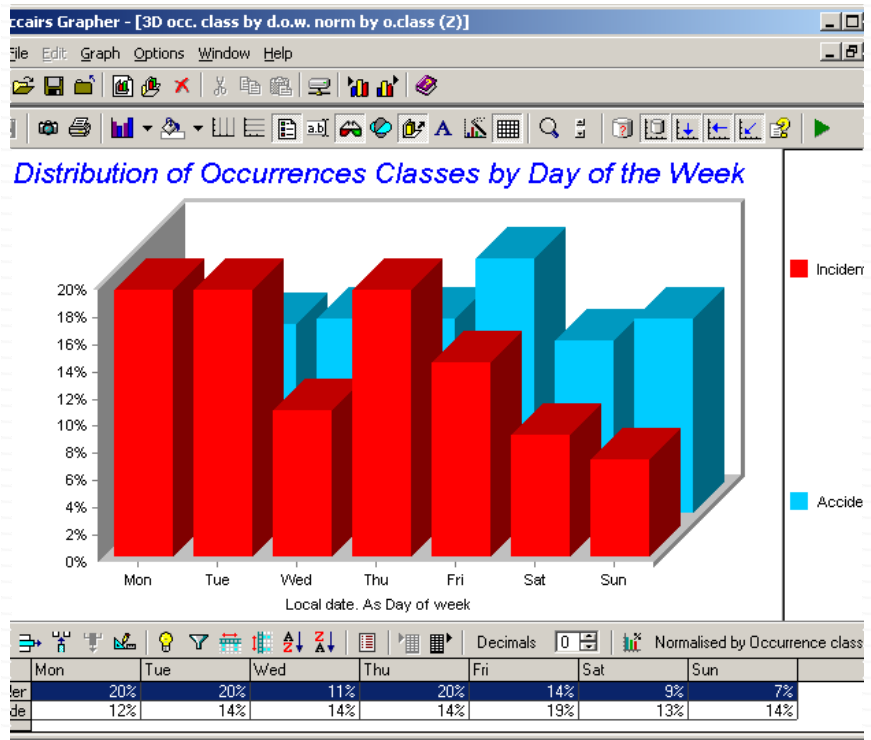 ccairs Grapher - [3D occ. class by d.o.w. norm by o.class (2)]
File Edit Graph Options Window Help
Distribution of Occurrences Classes by Day of the Week
20%
18%
16%
14%
12%
10%
8%
6%
4%
2%
0%
Mon Tue Wed Thu Fri Sat Sun
Local date. As Day of week
Inciden
Accide
Decimals 0 Normalised by Occurrence class
Mon Tue Wed Thu Fri Sat Sun
der 20% 20% 11% 20% 14% 9% 7%
de 12% 14% 14% 14% 19% 13% 14%